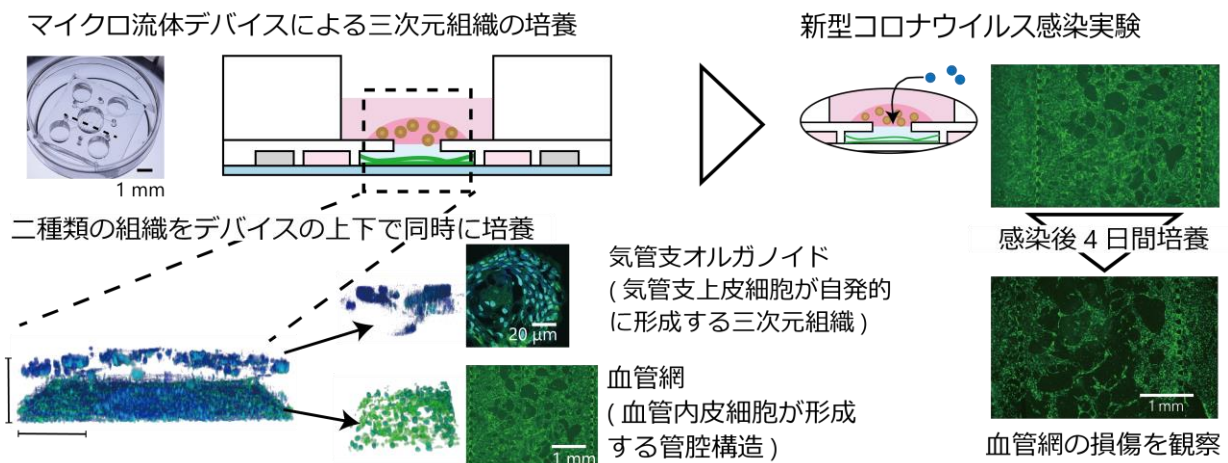 マイクロ流体デバイスによる三次元組織の培養
1 mm
二種類の組織をデバイスの上下で同時に培養
20 μm
気管支オルガノイド
( 気管支上皮細胞が自発的
に形成する三次元組織 )
1 mm
血管網
( 血管内皮細胞が形成
する管腔構造 )
新型コロナウイルス感染実験
感染後 4 日間培養
1 mm
血管網の損傷を観察